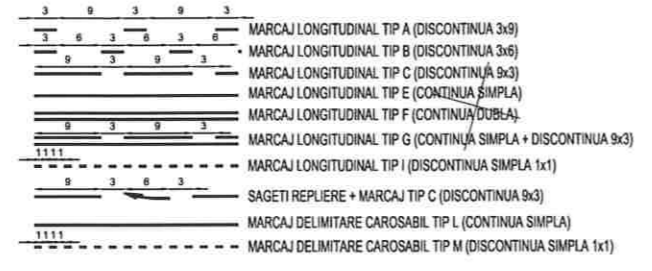 3 9 3 9 3
MARCAJ LONGITUDINAL TIP A (DISCONTINUA 3x9)
3 6 3 6 3 6 3
MARCAJ LONGITUDINAL TIP B (DISCONTINUA 3x6)
9 3 9 3
MARCAJ LONGITUDINAL TIP C (DISCONTINUA 9x3)
MARCAJ LONGITUDINAL TIP E (CONTINUA SIMPLA)
MARCAJ LONGITUDINAL TIP F (CONTINUA DUBLA)
9 3 9 3
MARCAJ LONGITUDINAL TIP G (CONTINUA SIMPLA + DISCONTINUA 9x3)
1111
MARCAJ LONGITUDINAL TIP I (DISCONTINUA SIMPLA 1x1)
9 3 6 3
SAGETI REPLIERE + MARCAJ TIP C (DISCONTINUA 9x3)
MARCAJ DELIMITARE CAROSABIL TIP L (CONTINUA SIMPLA)
1111
MARCAJ DELIMITARE CAROSABIL TIP M (DISCONTINUA SIMPLA 1x1)